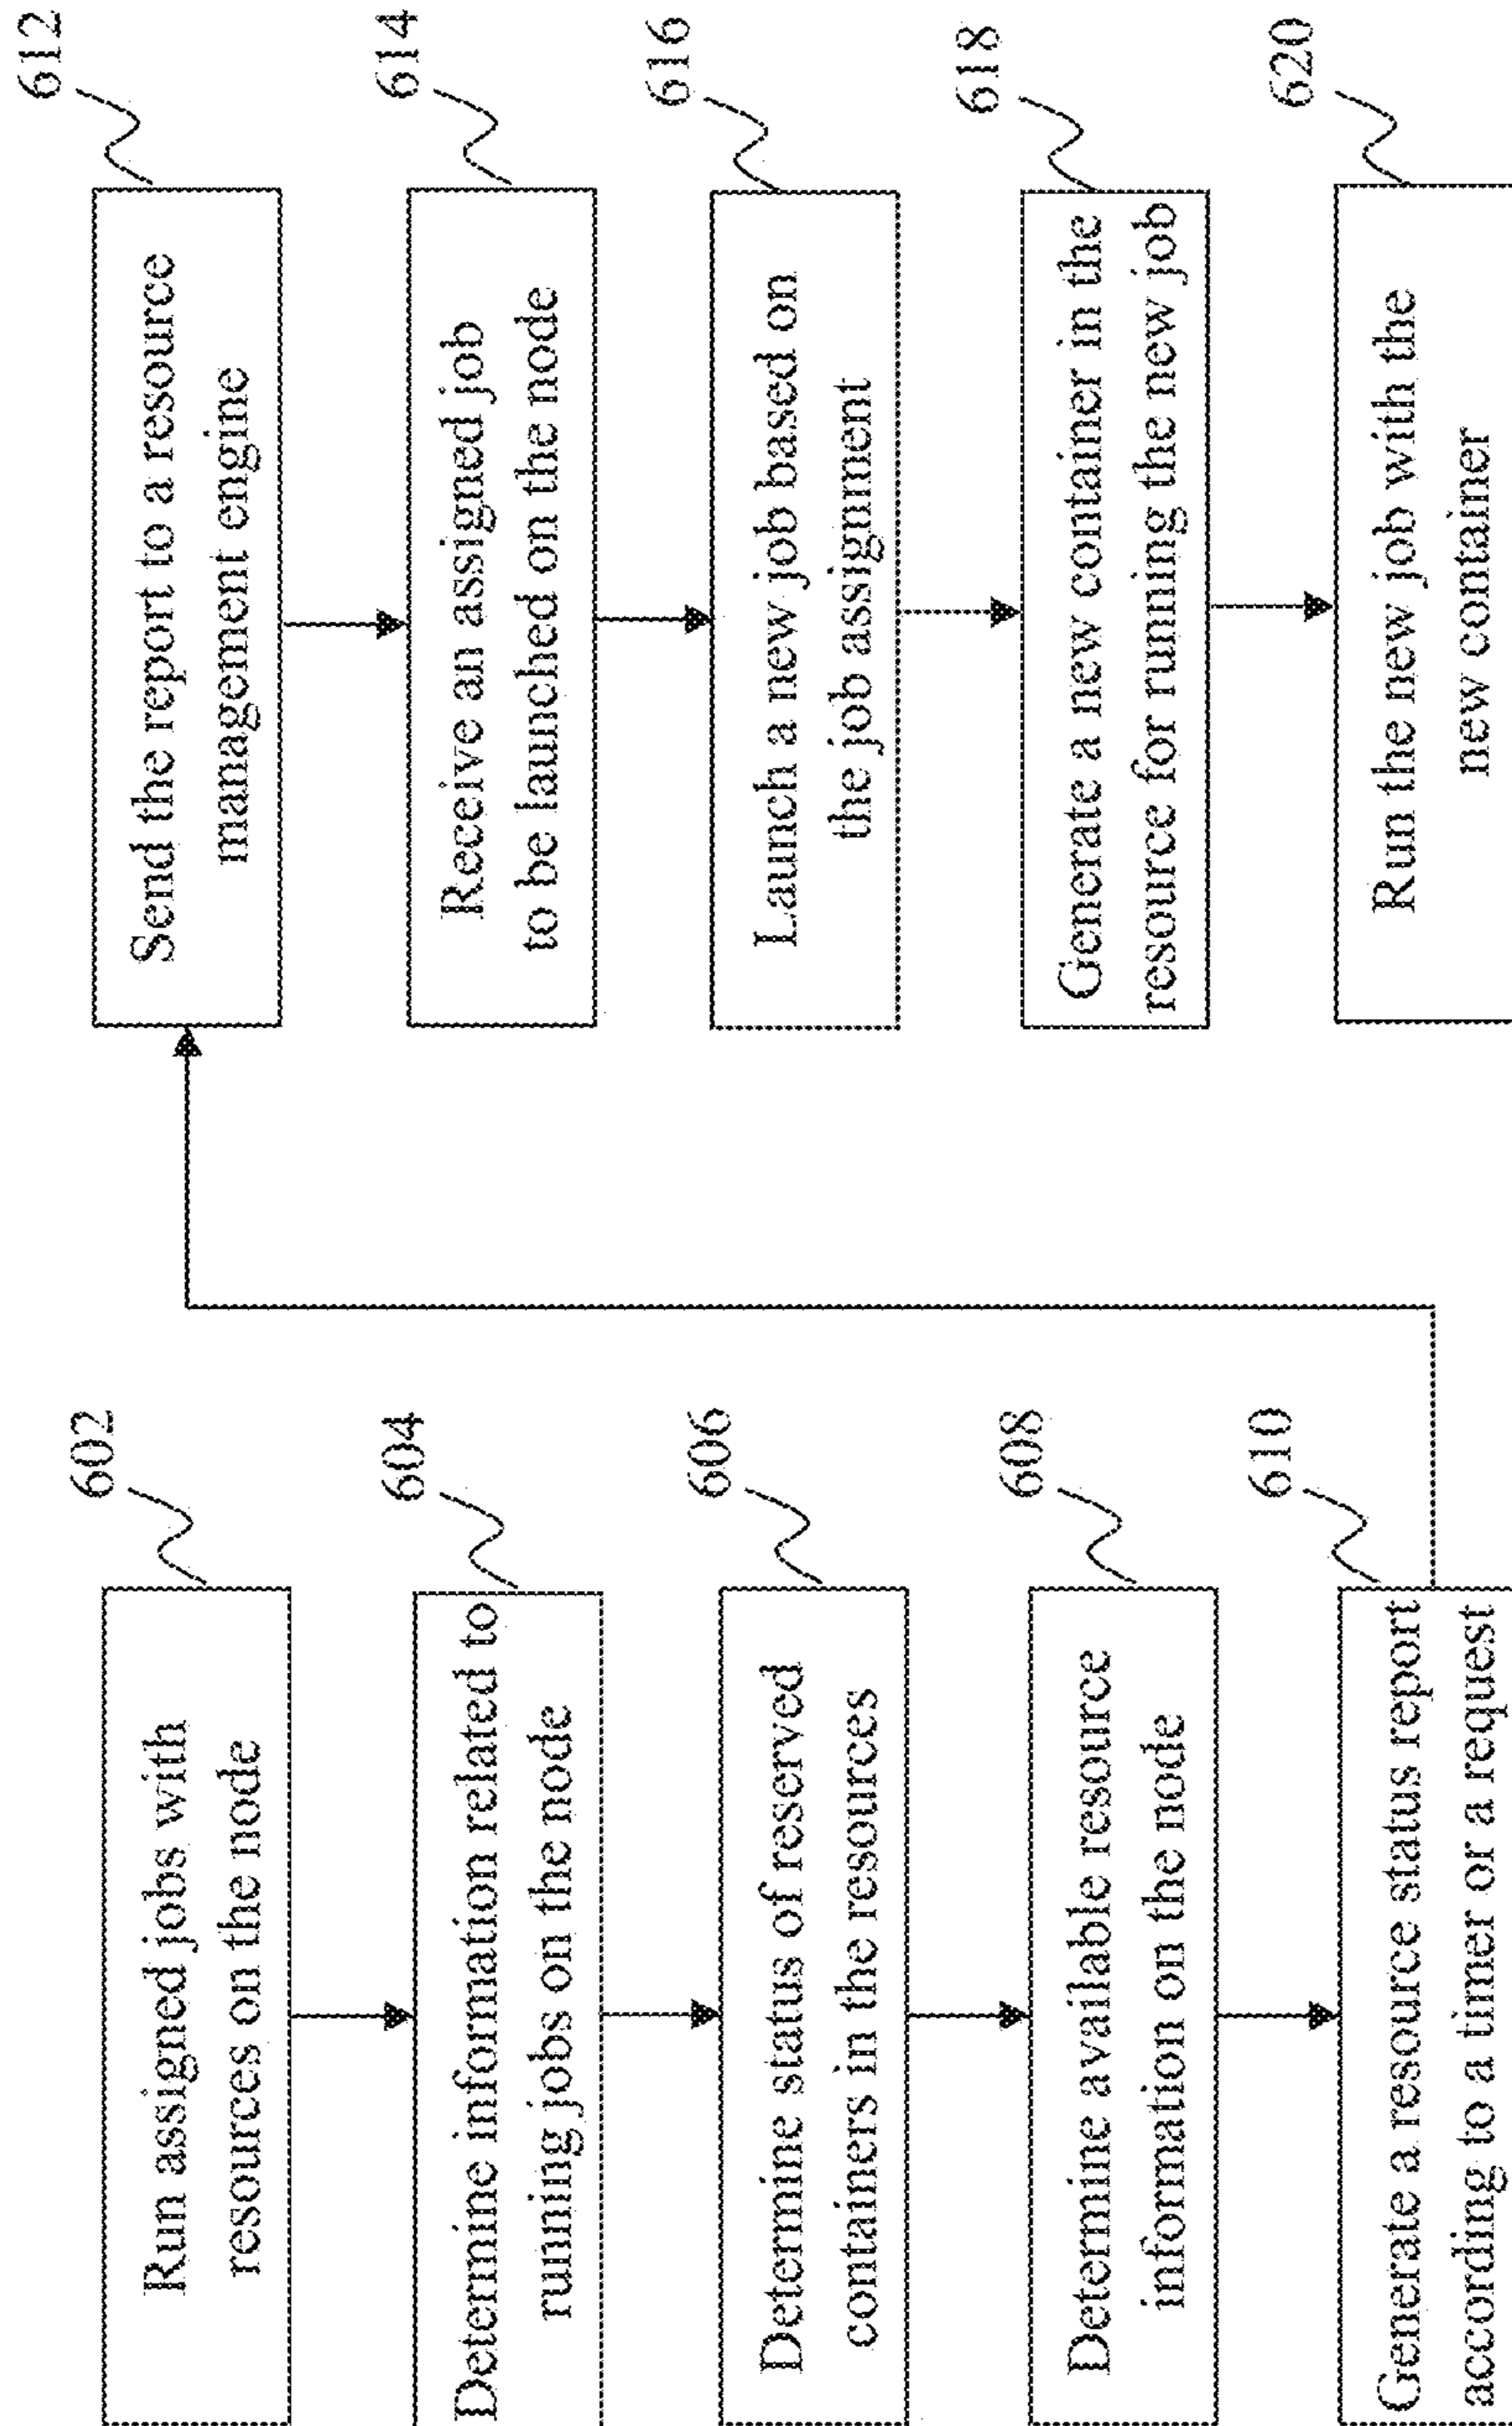 602
Run assigned jobs with
resources on the node
604
Determine information related to
running jobs on the node
606
Determine status of reserved
containers in the resources
608
Determine available resource
information on the node
610
Generate a resource status report
according to a timer or a request
612
Send the report to a resource
management engine
614
Receive an assigned job
to be launched on the node
616
Launch a new job based on
the job assignment
618
Generate a new container in the
resource for running the new job
620
Run the new job with the
new container